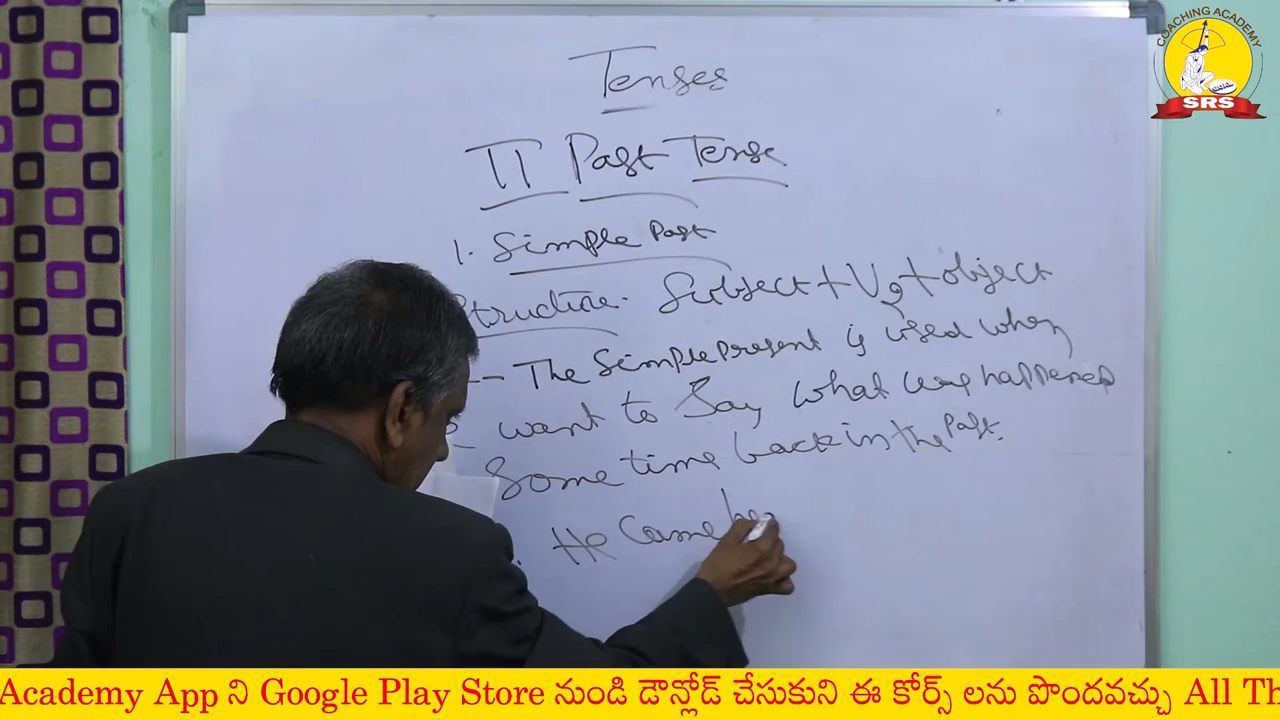 COACHING ACADEMY
SRS
Tenses
II Past Tense
1. Simple Past
Structure. Subject + V2 + object
-- The Simple present is used when
want to Say what was happened
Some time back in the Past.
He Came he
Academy App ని Google Play Store నుండి డౌన్లోడ్ చేసుకుని ఈ కోర్స్ లను పొందవచ్చు All Th